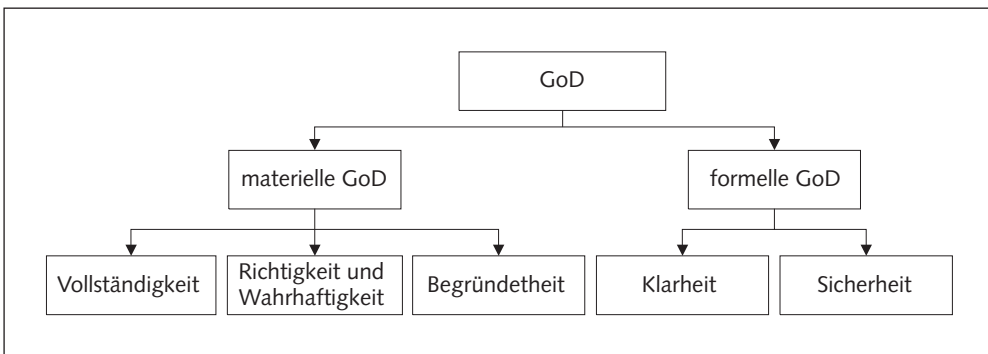 GoD
materielle GoD
formelle GoD
Vollständigkeit
Richtigkeit und
Wahrhaftigkeit
Begründetheit
Klarheit
Sicherheit